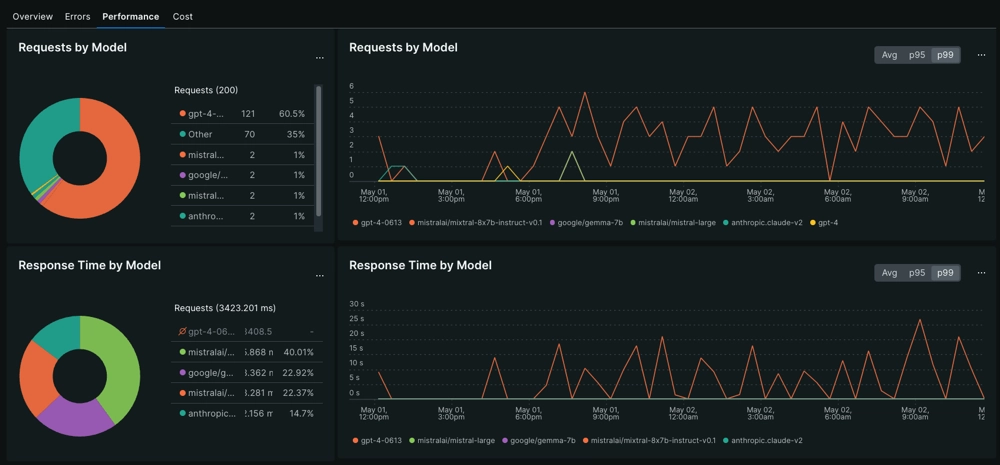 Overview Errors Performance Cost
Requests by Model
...
Requests (200)
gpt-4-... 121 60.5%
Other 70 35%
mistral... 2 1%
google/... 2 1%
mistral... 2 1%
anthro... 2 1%
Requests by Model
Avg p95 p99 ...
6
5
4
3
2
1
0
May 01, 12:00pm
May 01, 3:00pm
May 01, 6:00pm
May 01, 9:00pm
May 02, 12:00am
May 02, 3:00am
May 02, 6:00am
May 02, 9:00am
M... 12:...
gpt-4-0613 mistralai/mixtral-8x7b-instruct-v0.1 google/gemma-7b mistralai/mistral-large anthropic.claude-v2 gpt-4
Response Time by Model
...
Requests (3423.201 ms)
gpt-4-06... 3408.5 -
mistralai/... .868 m 40.01%
google/g... 3.362 m 22.92%
mistrali/... 3.281 m 22.37%
anthropic... 2.156 m 14.7%
Response Time by Model
Avg p95 p99 ...
30 s
25 s
20 s
15 s
10 s
5 s
0 s
May 01, 12:00pm
May 01, 3:00pm
May 01, 6:00pm
May 01, 9:00pm
May 02, 12:00am
May 02, 3:00am
May 02, 6:00am
May 02, 9:00am
M... 12:...
gpt-4-0613 mistralai/mistral-large google/gemma-7b mistralai/mixtral-8x7b-instruct-v0.1 anthropic.claude-v2